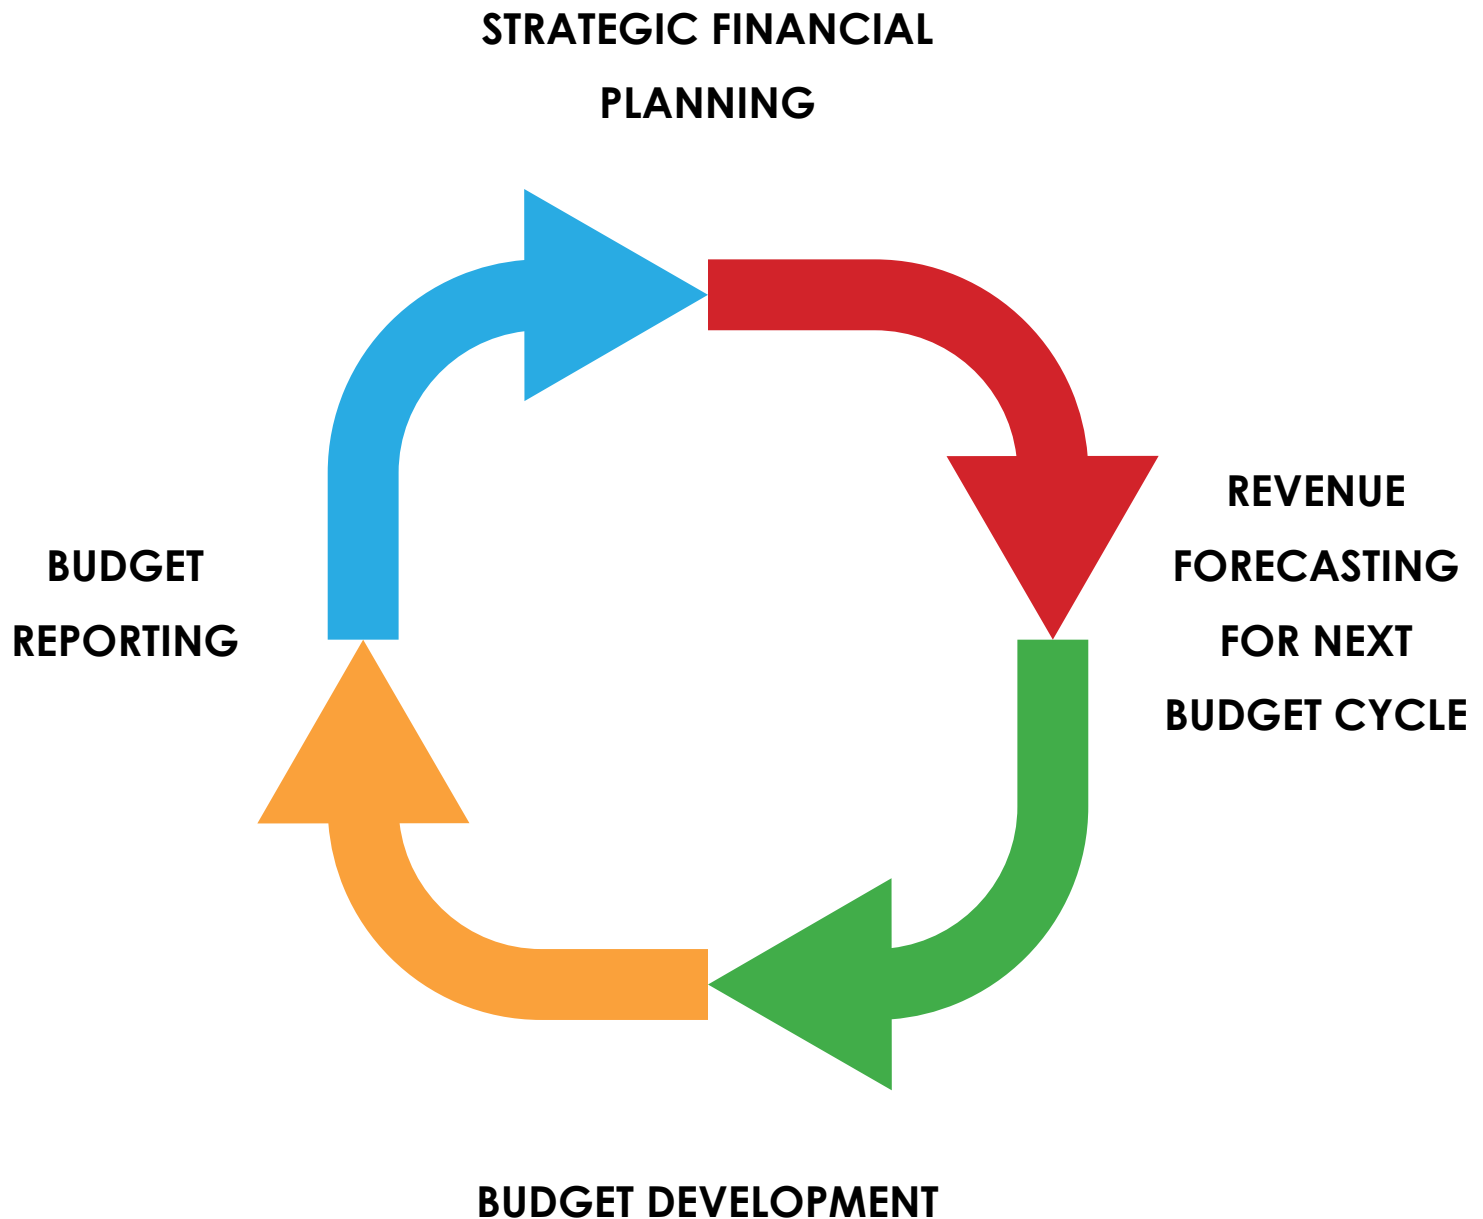 STRATEGIC FINANCIAL
PLANNING
REVENUE
FORECASTING
FOR NEXT
BUDGET CYCLE
BUDGET
REPORTING
BUDGET DEVELOPMENT